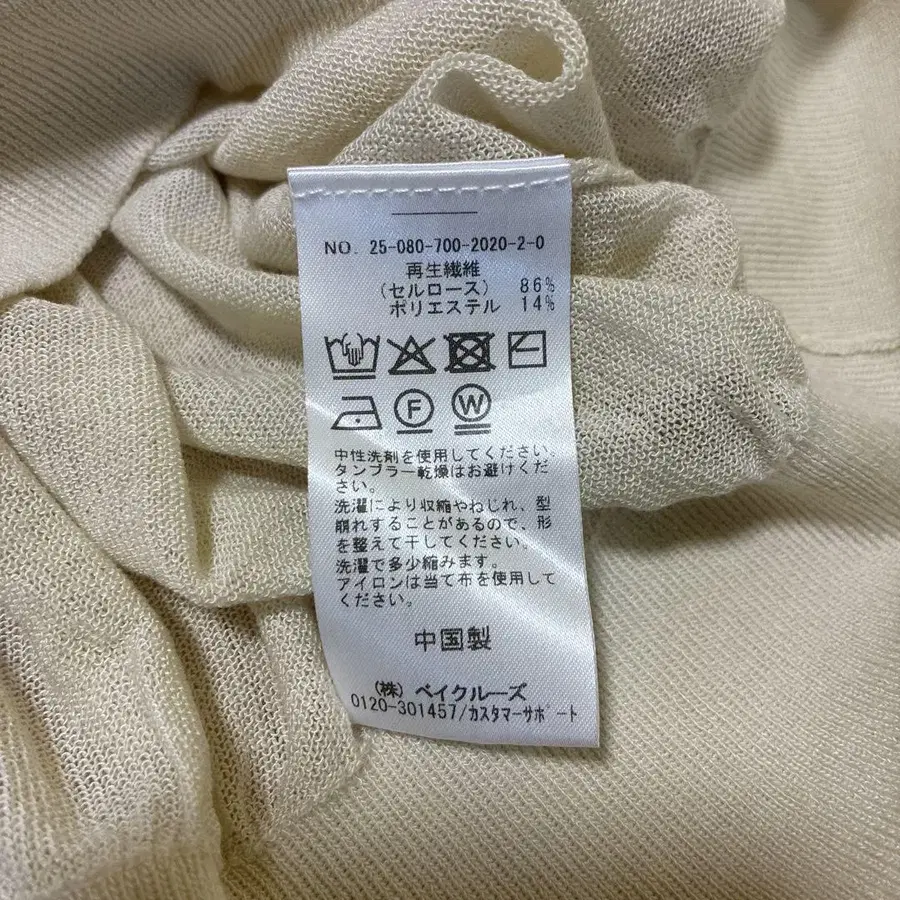 NO. 25-080-700-2020-2-0
再生繊維
(セルロース) 86%
ポリエステル 14%
F W
中性洗剤を使用してください。
タンブラー乾燥はお避けくだ
さい。
洗濯により収縮やねじれ、型
崩れすることがあるので、形
を整えて干してください。
洗濯で多少縮みます。
アイロンは当て布を使用して
ください。
中国製
(株) ベイクルーズ
0120-301457/カスタマーサポート